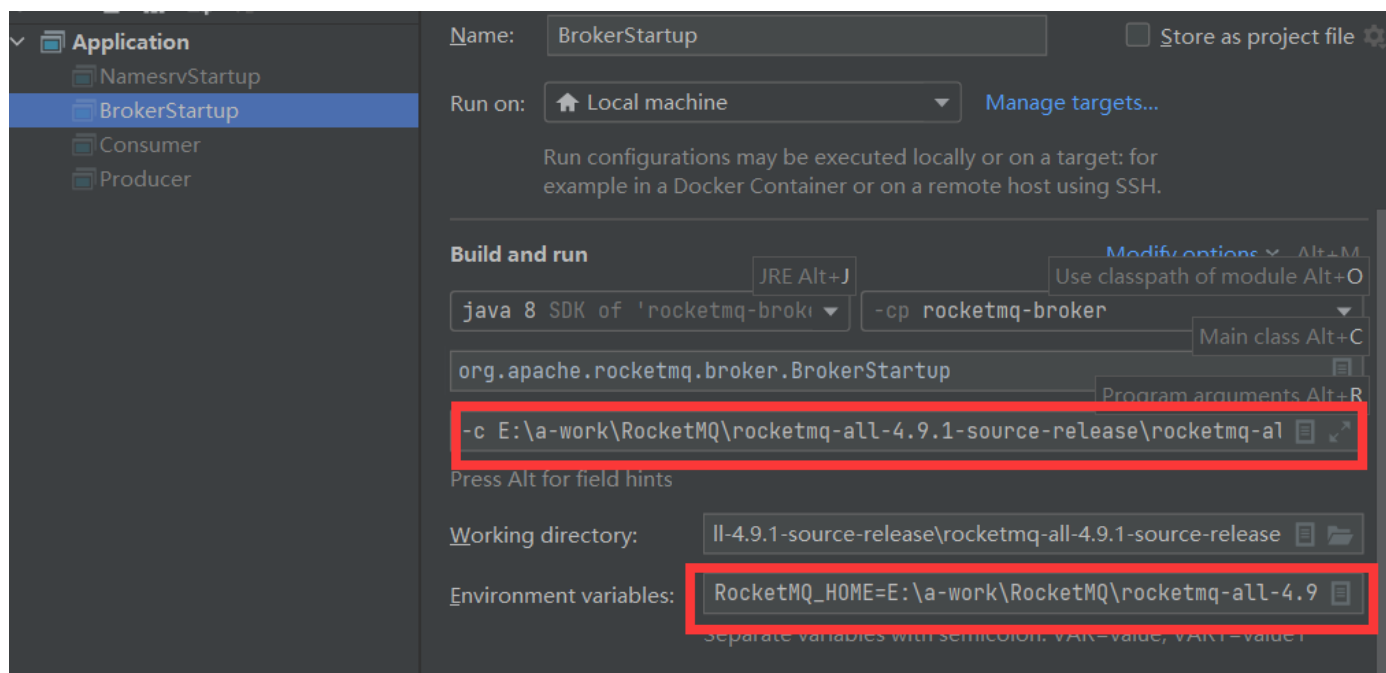 Application
NamesrvStartup
BrokerStartup
Consumer
Producer
Name: BrokerStartup Store as project file
Run on: Local machine Manage targets...
Run configurations may be executed locally or on a target: for
example in a Docker Container or on a remote host using SSH.
Build and run Modify options Alt+M
JRE Alt+J Use classpath of module Alt+O
java 8 SDK of 'rocketmq-brok -cp rocketmq-broker
Main class Alt+C
org.apache.rocketmq.broker.BrokerStartup
Program arguments Alt+R
-c E:\a-work\RocketMQ\rocketmq-all-4.9.1-source-release\rocketmq-al
Press Alt for field hints
Working directory: ll-4.9.1-source-release\rocketmq-all-4.9.1-source-release
Environment variables: RocketMQ_HOME=E:\a-work\RocketMQ\rocketmq-all-4.9
Separate variables with semicolon: VAR=value; VAR1=value1